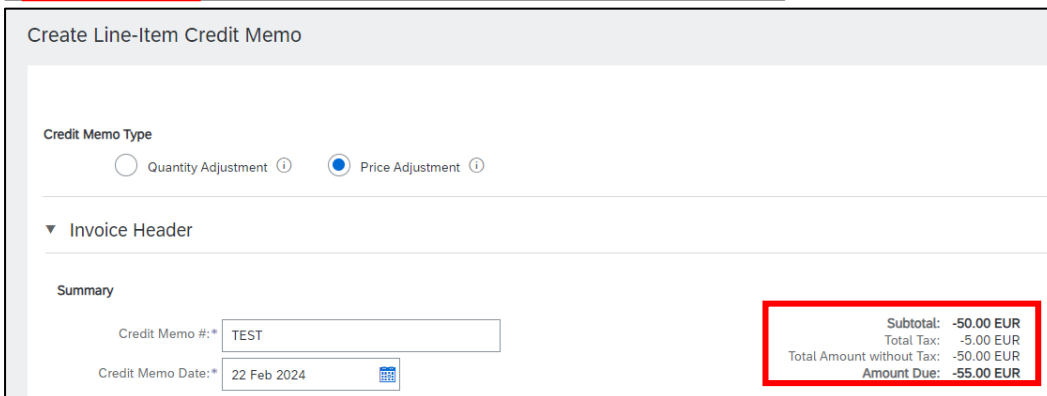 Create Line-Item Credit Memo
Credit Memo Type
Quantity Adjustment
Price Adjustment
Invoice Header
Summary
Credit Memo #:* TEST
Credit Memo Date:* 22 Feb 2024
Subtotal: -50.00 EUR
Total Tax: -5.00 EUR
Total Amount without Tax: -50.00 EUR
Amount Due: -55.00 EUR